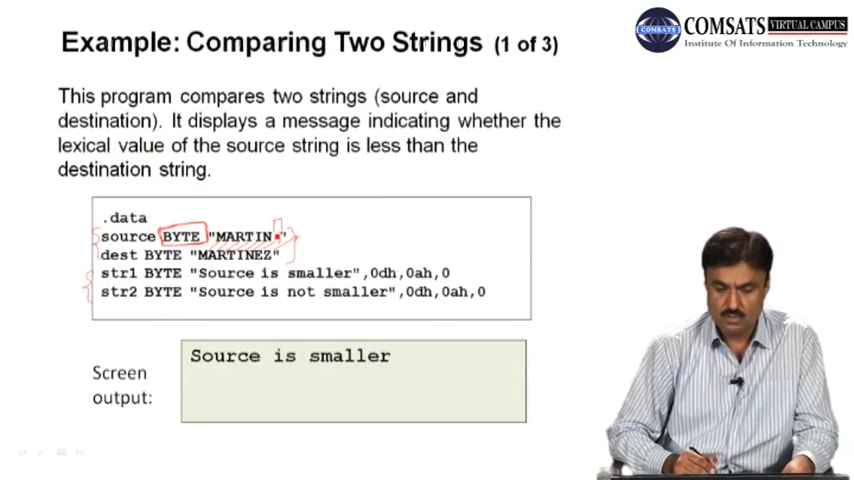 COMSATS VIRTUAL CAMPUS
COMSATS
Institute Of Information Technology
Example: Comparing Two Strings (1 of 3)
This program compares two strings (source and
destination). It displays a message indicating whether the
lexical value of the source string is less than the
destination string.
.data
source BYTE "MARTIN "
dest BYTE "MARTINEZ"
str1 BYTE "Source is smaller",0dh,0ah,0
str2 BYTE "Source is not smaller",0dh,0ah,0
Screen
output:
Source is smaller